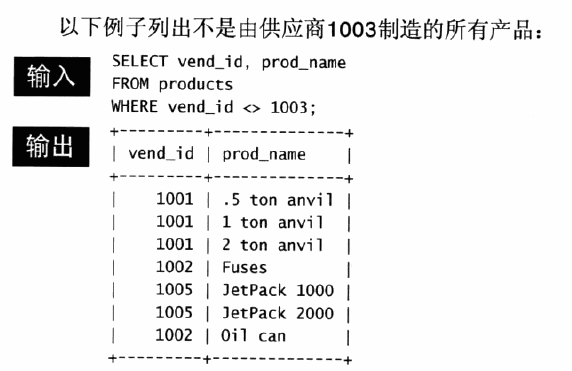 以下例子列出不是由供应商1003制造的所有产品：
输入
SELECT vend_id, prod_name
FROM products
WHERE vend_id <> 1003;
输出
+---------+--------------+
| vend_id | prod_name    |
+---------+--------------+
|    1001 | .5 ton anvil |
|    1001 | 1 ton anvil  |
|    1001 | 2 ton anvil  |
|    1002 | Fuses        |
|    1005 | JetPack 1000 |
|    1005 | JetPack 2000 |
|    1002 | Oil can      |
+---------+--------------+